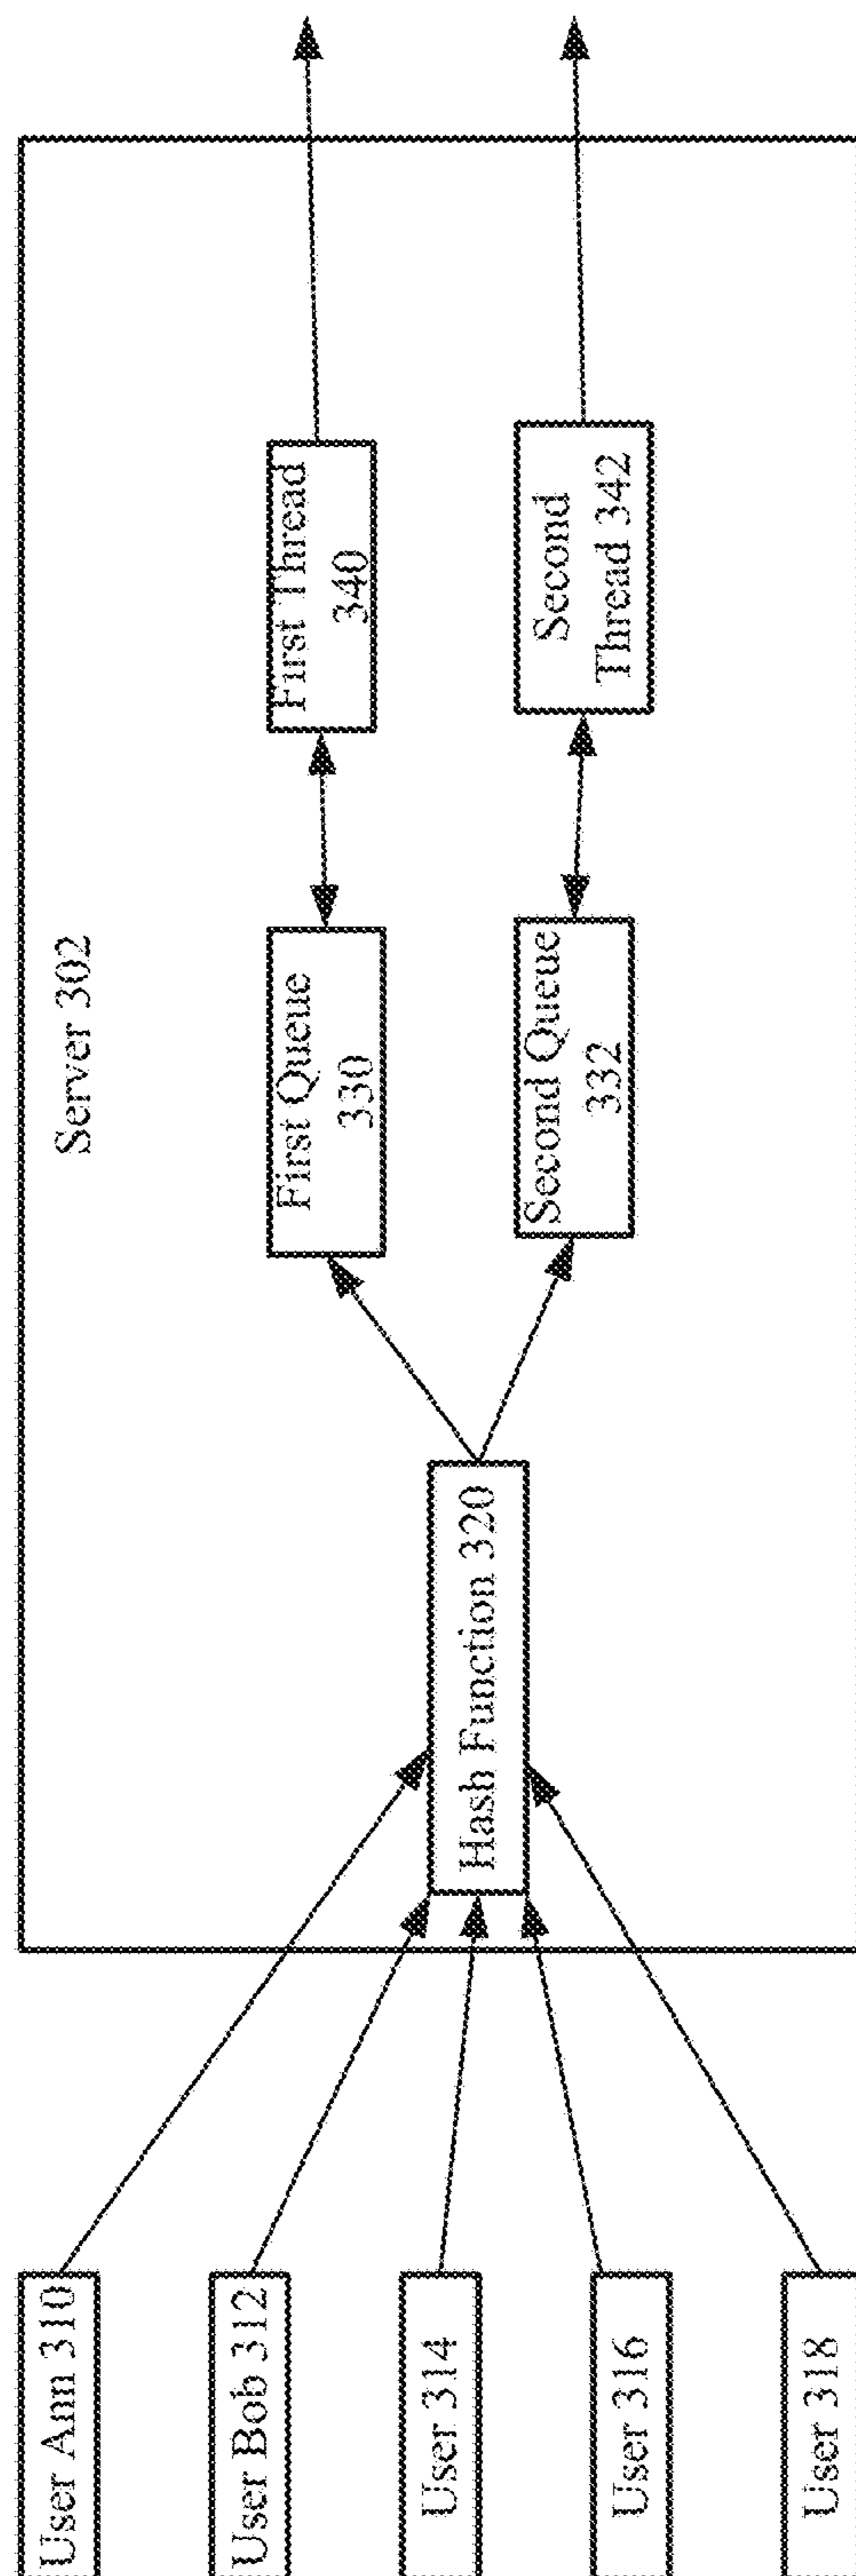 Server 302
User Ann 310
User Bob 312
User 314
User 316
User 318
Hash Function 320
First Queue
330
Second Queue
332
First Thread
340
Second
Thread 342